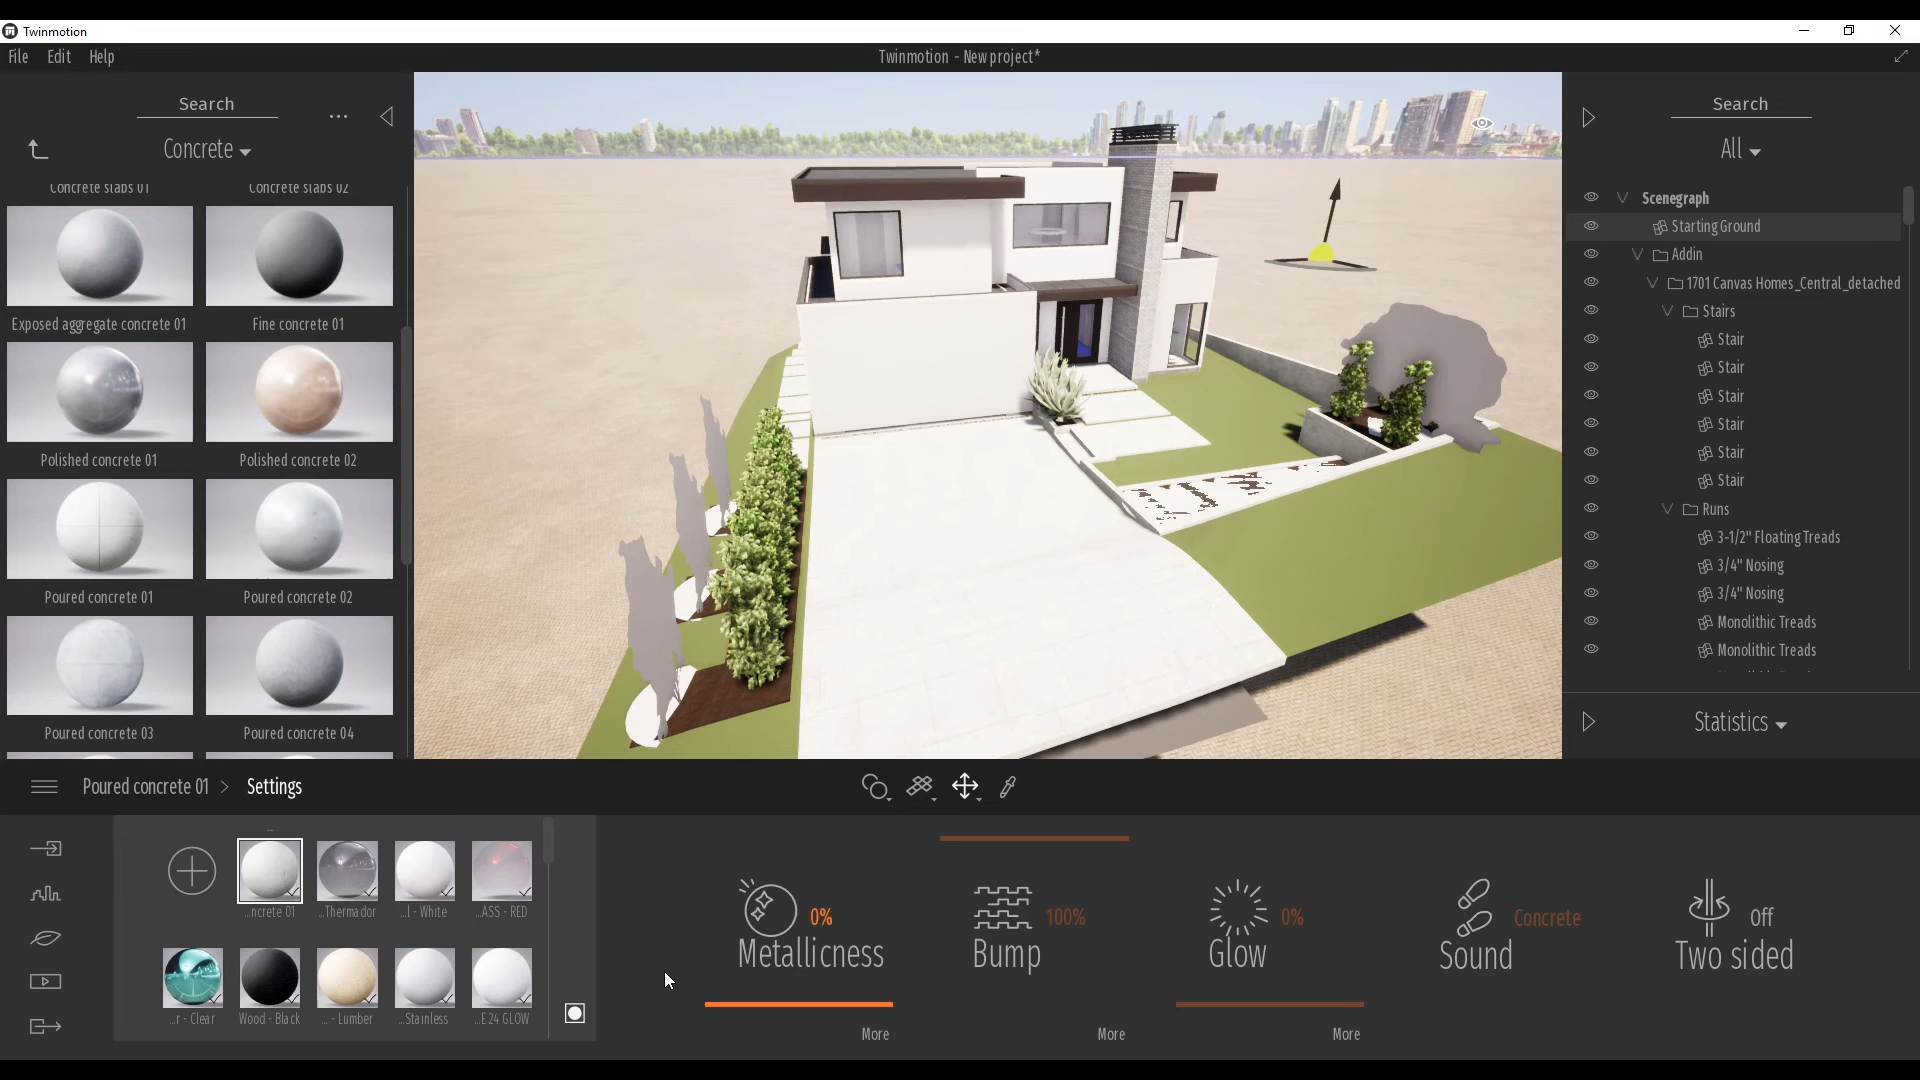 Twinmotion
File Edit Help
Twinmotion - New project*
Search
Concrete
Concrete slabs 01
Concrete slabs 02
Exposed aggregate concrete 01
Fine concrete 01
Polished concrete 01
Polished concrete 02
Poured concrete 01
Poured concrete 02
Poured concrete 03
Poured concrete 04
Search
All
Scenegraph
Starting Ground
Addin
1701 Canvas Homes_Central_detached
Stairs
Stair
Stair
Stair
Stair
Stair
Stair
Runs
3-1/2" Floating Treads
3/4" Nosing
3/4" Nosing
Monolithic Treads
Monolithic Treads
Statistics
Poured concrete 01 > Settings
...ncrete 01
...Thermador
...l - White
...ASS - RED
...r - Clear
Wood - Black
... - Lumber
...Stainless
...E 24 GLOW
0%
Metallicness
More
100%
Bump
More
0%
Glow
More
Concrete
Sound
Off
Two sided